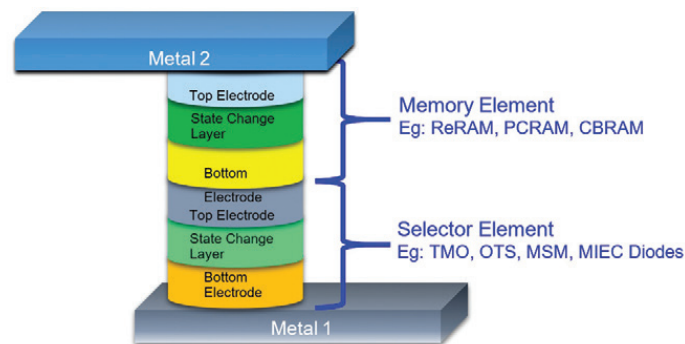 Metal 2
Top Electrode
State Change
Layer
Bottom
Electrode
Top Electrode
State Change
Layer
Bottom
Electrode
Metal 1
Memory Element
Eg: ReRAM, PCRAM, CBRAM
Selector Element
Eg: TMO, OTS, MSM, MIEC Diodes